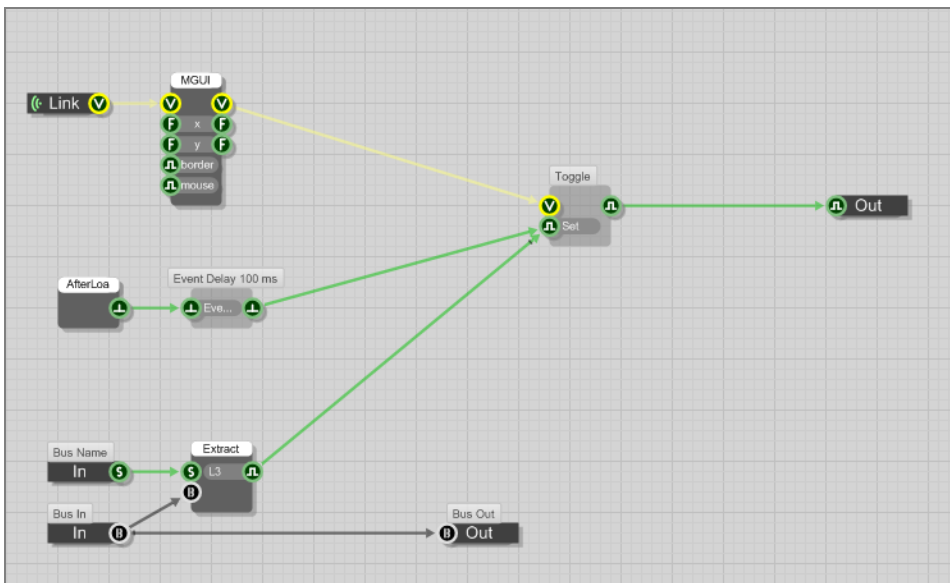 MGUI
Link V V V
F x F
F y F
border
mouse
Toggle
V
Set
Out
AfterLoa
Event Delay 100 ms
Eve...
Bus Name
In S
Extract
S L3
B
Bus In
In B
Bus Out
B Out